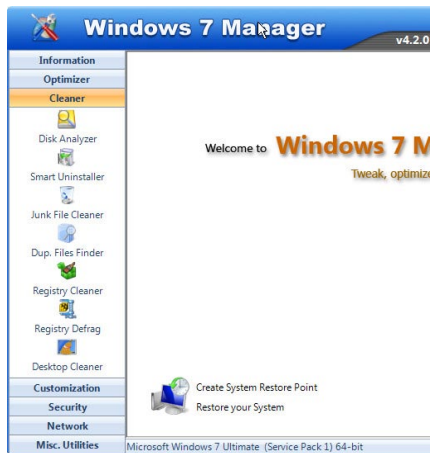 Windows 7 Manager
v4.2.0
Information
Optimizer
Cleaner
Disk Analyzer
Smart Uninstaller
Junk File Cleaner
Dup. Files Finder
Registry Cleaner
Registry Defrag
Desktop Cleaner
Customization
Security
Network
Misc. Utilities
Welcome to Windows 7 M
Tweak, optimize
Create System Restore Point
Restore your System
Microsoft Windows 7 Ultimate (Service Pack 1) 64-bit